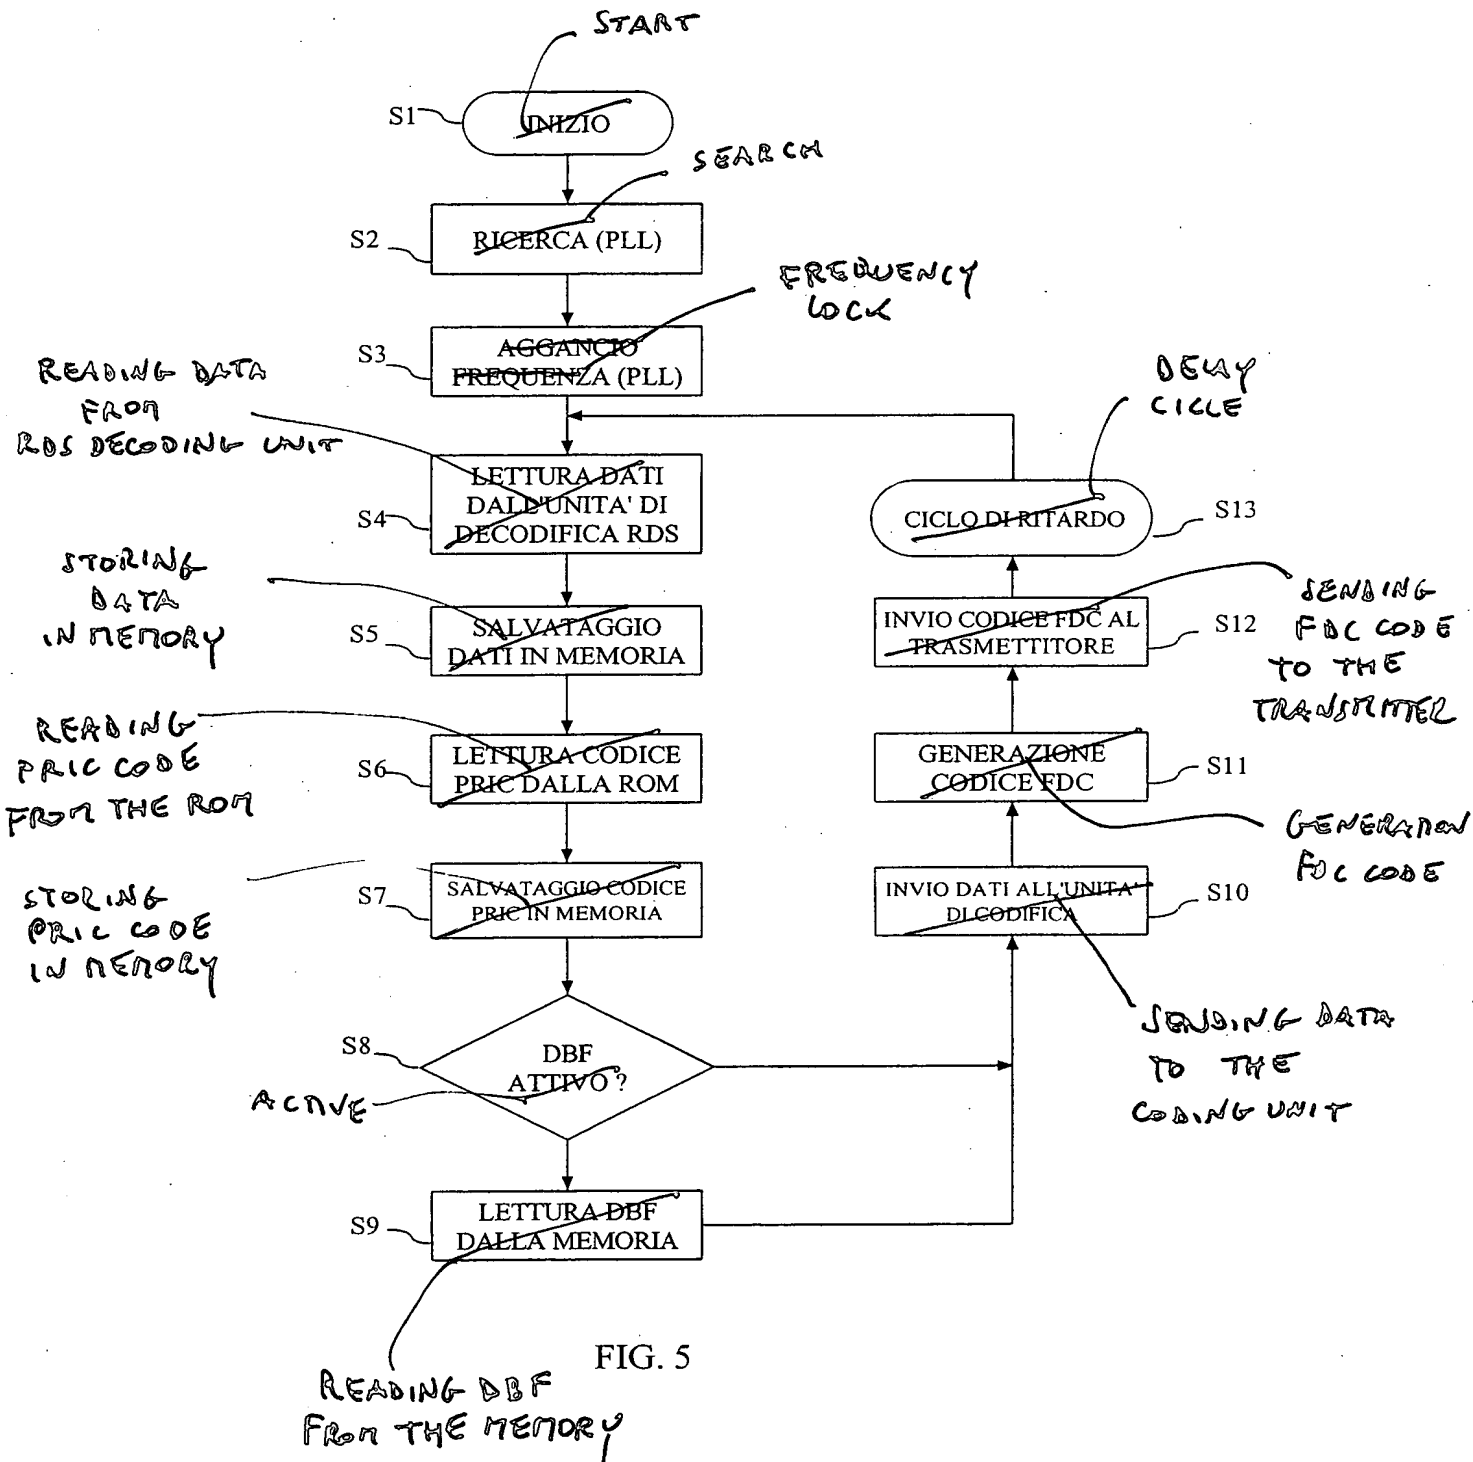 START
S1
INIZIO
SEARCH
S2
RICERCA (PLL)
FREQUENCY
LOCK
S3
AGGANCIO
FREQUENZA (PLL)
READING DATA
FROM
RDS DECODING UNIT
S4
LETTURA DATI
DALL'UNITA' DI
DECODIFICA RDS
STORING
DATA
IN MEMORY
S5
SALVATAGGIO
DATI IN MEMORIA
READING
PRIC CODE
FROM THE ROM
S6
LETTURA CODICE
PRIC DALLA ROM
STORING
PRIC CODE
IN MEMORY
S7
SALVATAGGIO CODICE
PRIC IN MEMORIA
S8
DBF
ATTIVO ?
ACTIVE
S9
LETTURA DBF
DALLA MEMORIA
READING DBF
FROM THE MEMORY
DELAY
CICLE
CICLO DI RITARDO
S13
INVIO CODICE FDC AL
TRASMETTITORE
S12
SENDING
FDC CODE
TO THE
TRANSMITTER
GENERAZIONE
CODICE FDC
S11
GENERATION
FDC CODE
INVIO DATI ALL'UNITA'
DI CODIFICA
S10
SENDING DATA
TO THE
CODING UNIT
FIG. 5